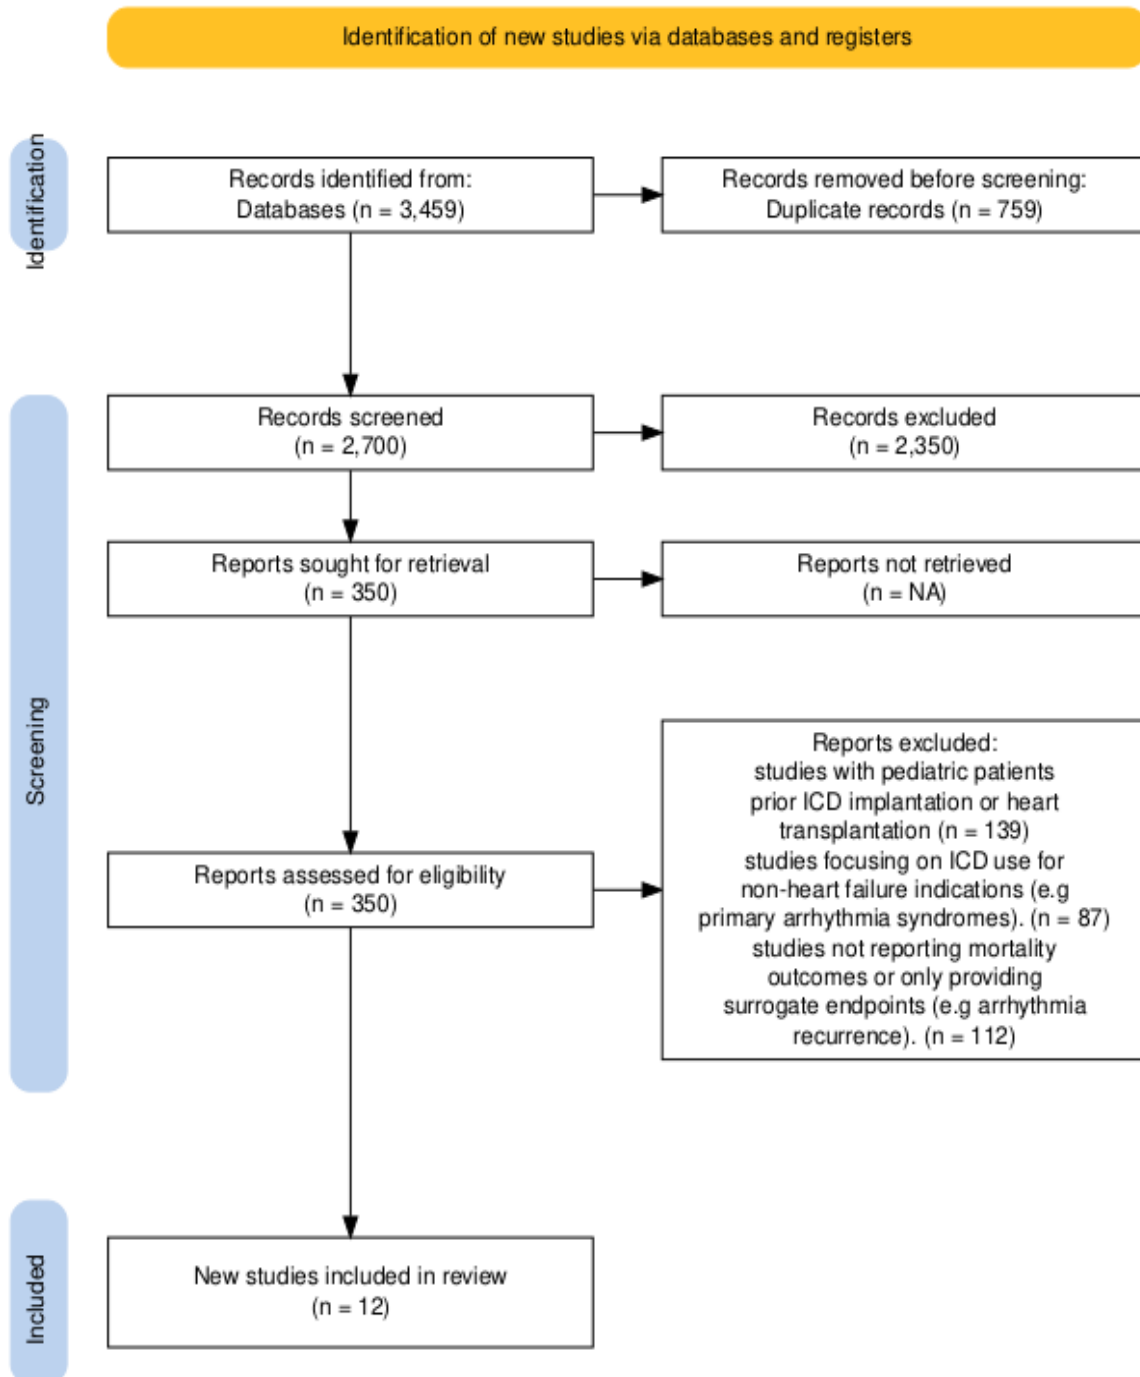 Identification of new studies via databases and registers
Identification
Records identified from:
Databases (n = 3,459)
Records removed before screening:
Duplicate records (n = 759)
Screening
Records screened
(n = 2,700)
Records excluded
(n = 2,350)
Reports sought for retrieval
(n = 350)
Reports not retrieved
(n = NA)
Reports assessed for eligibility
(n = 350)
Reports excluded:
studies with pediatric patients
prior ICD implantation or heart
transplantation (n = 139)
studies focusing on ICD use for
non-heart failure indications (e.g
primary arrhythmia syndromes). (n = 87)
studies not reporting mortality
outcomes or only providing
surrogate endpoints (e.g arrhythmia
recurrence). (n = 112)
Included
New studies included in review
(n = 12)